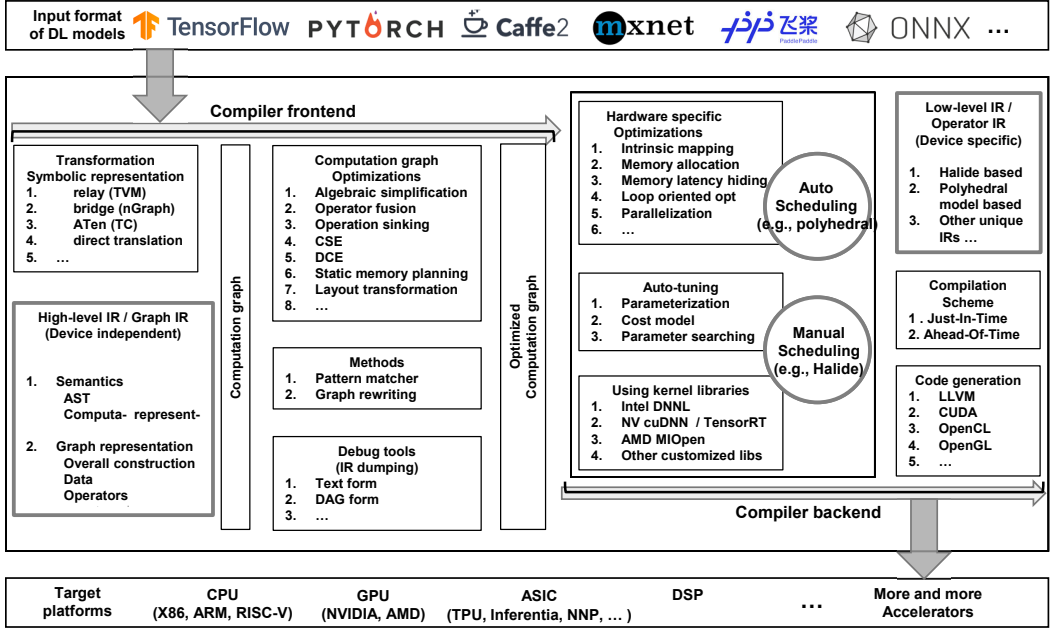 Input format
of DL models
TensorFlow
PYTORCH
Caffe2
mxnet
飞桨
PaddlePaddle
ONNX
...
Compiler frontend
Transformation
Symbolic representation
1. relay (TVM)
2. bridge (nGraph)
3. ATen (TC)
4. direct translation
5. ...
High-level IR / Graph IR
(Device independent)
1. Semantics
AST
Computa- represent-
2. Graph representation
Overall construction
Data
Operators
Computation graph
Computation graph
Optimizations
1. Algebraic simplification
2. Operator fusion
3. Operation sinking
4. CSE
5. DCE
6. Static memory planning
7. Layout transformation
8. ...
Methods
1. Pattern matcher
2. Graph rewriting
Debug tools
(IR dumping)
1. Text form
2. DAG form
3. ...
Optimized
Computation graph
Hardware specific
Optimizations
1. Intrinsic mapping
2. Memory allocation
3. Memory latency hiding
4. Loop oriented opt
5. Parallelization
6. ...
Auto
Scheduling
(e.g., polyhedral)
Auto-tuning
1. Parameterization
2. Cost model
3. Parameter searching
Manual
Scheduling
(e.g., Halide)
Using kernel libraries
1. Intel DNNL
2. NV cuDNN / TensorRT
3. AMD MIOpen
4. Other customized libs
Low-level IR /
Operator IR
(Device specific)
1. Halide based
2. Polyhedral
model based
3. Other unique
IRs ...
Compilation
Scheme
1 . Just-In-Time
2. Ahead-Of-Time
Code generation
1. LLVM
2. CUDA
3. OpenCL
4. OpenGL
5. ...
Compiler backend
Target
platforms
CPU
(X86, ARM, RISC-V)
GPU
(NVIDIA, AMD)
ASIC
(TPU, Inferentia, NNP, ... )
DSP
...
More and more
Accelerators